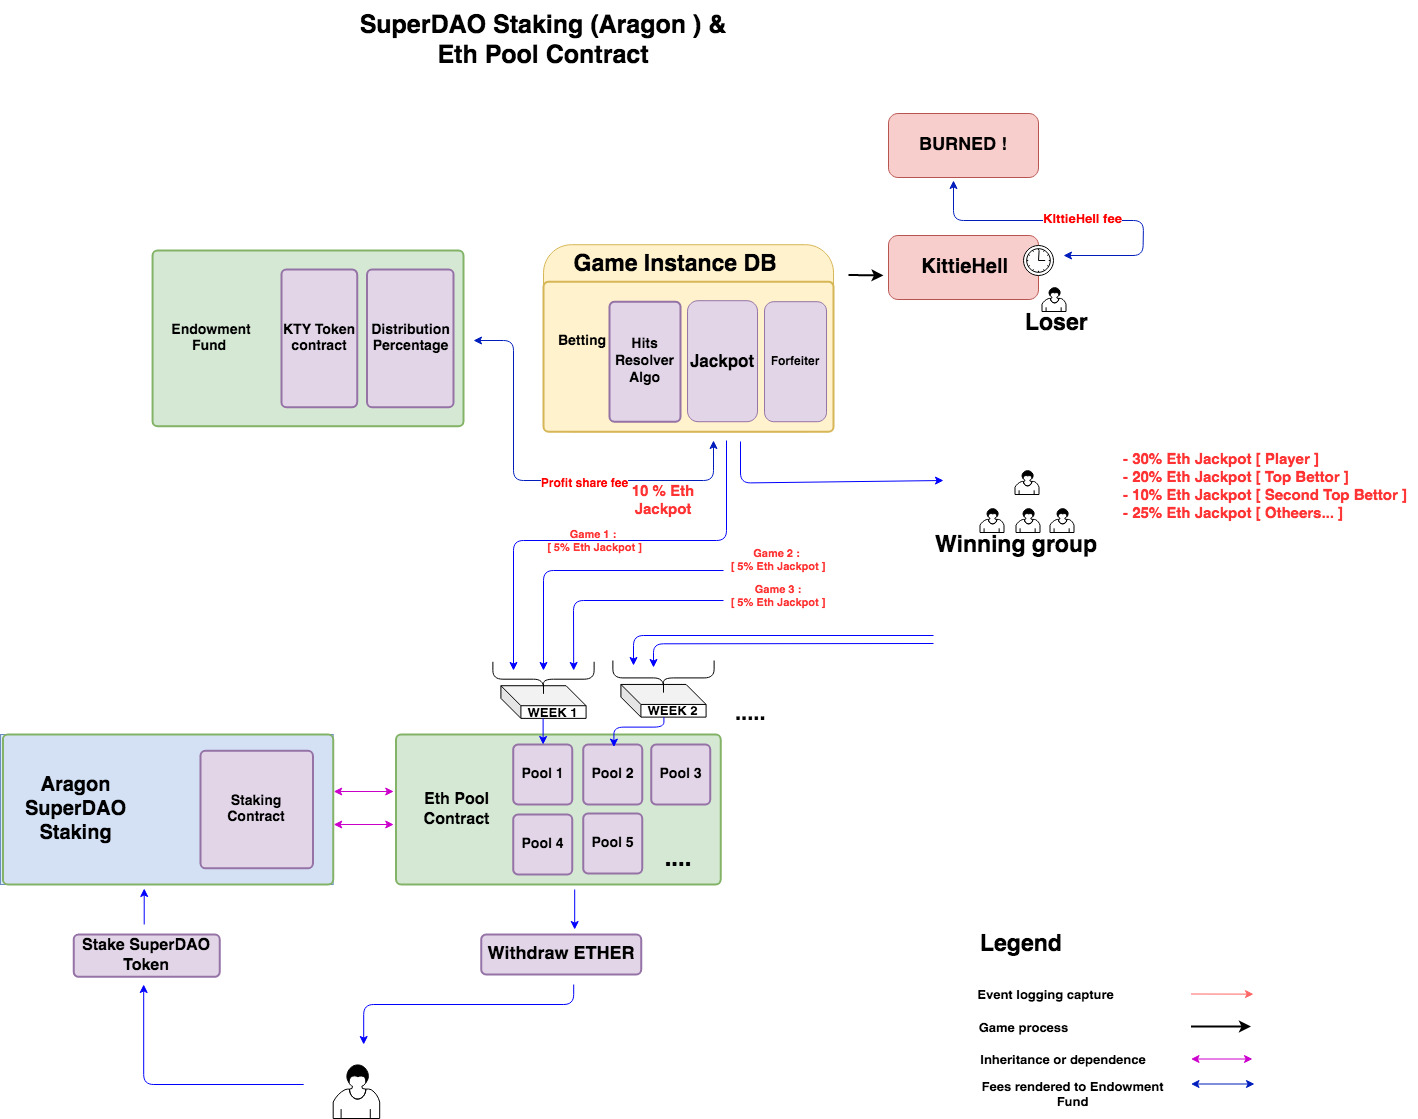 SuperDAO Staking (Aragon ) &
Eth Pool Contract
BURNED !
KIttieHell fee
KittieHell
Loser
Endowment
Fund
KTY Token
contract
Distribution
Percentage
Game Instance DB
Betting
Hits
Resolver
Algo
Jackpot
Forfeiter
Profit share fee
10 % Eth
Jackpot
- 30% Eth Jackpot [ Player ]
- 20% Eth Jackpot [ Top Bettor ]
- 10% Eth Jackpot [ Second Top Bettor ]
- 25% Eth Jackpot [ Otheers... ]
Winning group
Game 1 :
[ 5% Eth Jackpot ]
Game 2 :
[ 5% Eth Jackpot ]
Game 3 :
[ 5% Eth Jackpot ]
WEEK 1
WEEK 2
.....
Aragon
SuperDAO
Staking
Staking
Contract
Eth Pool
Contract
Pool 1
Pool 2
Pool 3
Pool 4
Pool 5
....
Stake SuperDAO
Token
Withdraw ETHER
Legend
Event logging capture
Game process
Inheritance or dependence
Fees rendered to Endowment
Fund